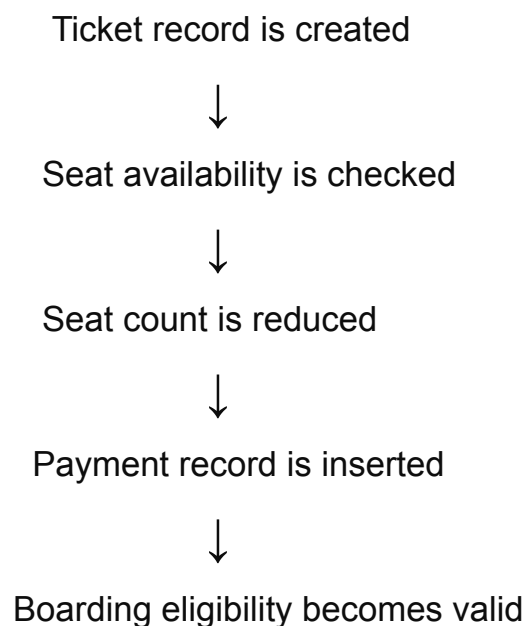 Ticket record is created
↓
Seat availability is checked
↓
Seat count is reduced
↓
Payment record is inserted
↓
Boarding eligibility becomes valid